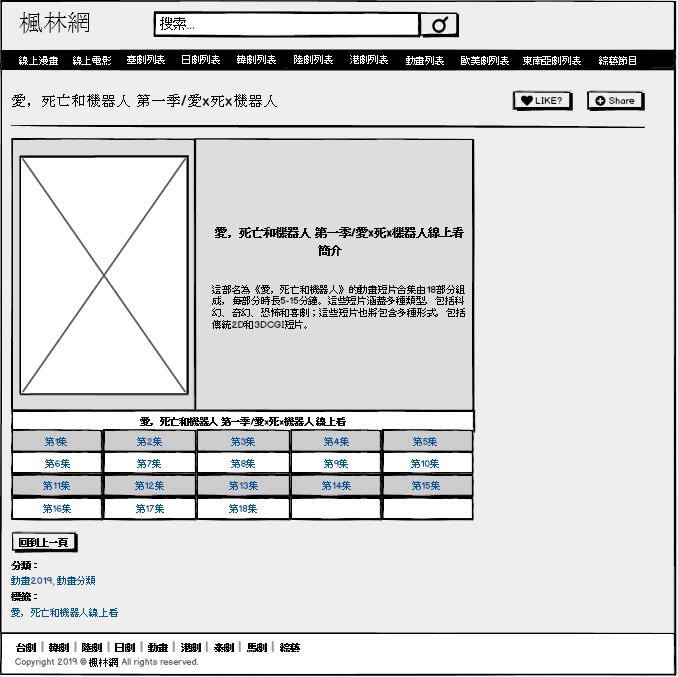 楓林網
搜索...
線上漫畫 線上電影 臺劇列表 日劇列表 韓劇列表 陸劇列表 港劇列表 動畫列表 歐美劇列表 東南亞劇列表 綜藝節目
愛，死亡和機器人 第一季/愛x死x機器人
LIKE?
Share
愛，死亡和機器人 第一季/愛x死x機器人線上看
簡介
這部名為《愛，死亡和機器人》的動畫短片合集由18部分組
成，每部分時長5-15分鐘。這些短片涵蓋多種類型，包括科
幻、奇幻、恐怖和喜劇；這些短片也將包含多種形式，包括
傳統2D和3DCGI短片。
愛，死亡和機器人 第一季/愛x死x機器人 線上看
第1集 第2集 第3集 第4集 第5集
第6集 第7集 第8集 第9集 第10集
第11集 第12集 第13集 第14集 第15集
第16集 第17集 第18集
回到上一頁
分類：
動畫2019, 動畫分類
標籤：
愛，死亡和機器人線上看
台劇 | 韓劇 | 陸劇 | 日劇 | 動畫 | 港劇 | 泰劇 | 馬劇 | 綜藝
Copyright 2019 © 楓林網 All rights reserved.